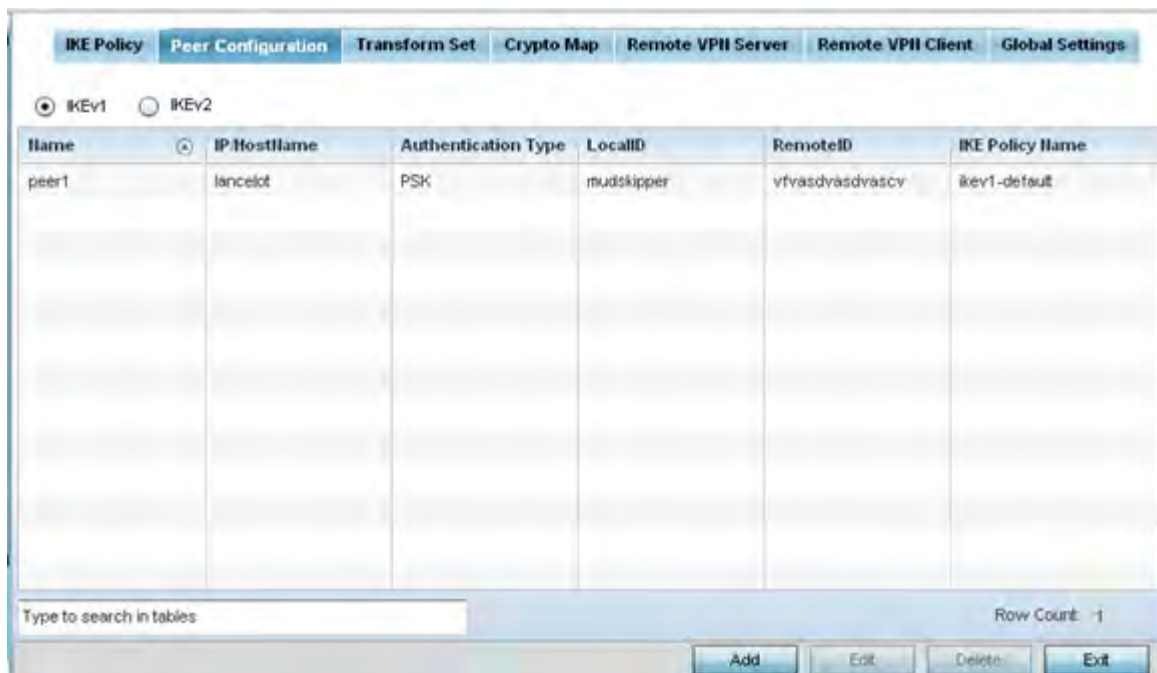 IKE Policy Peer Configuration Transform Set Crypto Map Remote VPN Server Remote VPN Client Global Settings
IKEv1 IKEv2
Name IP/HostName Authentication Type LocalID RemoteID IKE Policy Name
peer1 lancelot PSK mudskipper vfvasdvasdvascv ikev1-default
Type to search in tables Row Count: 1
Add Edit Delete Exit